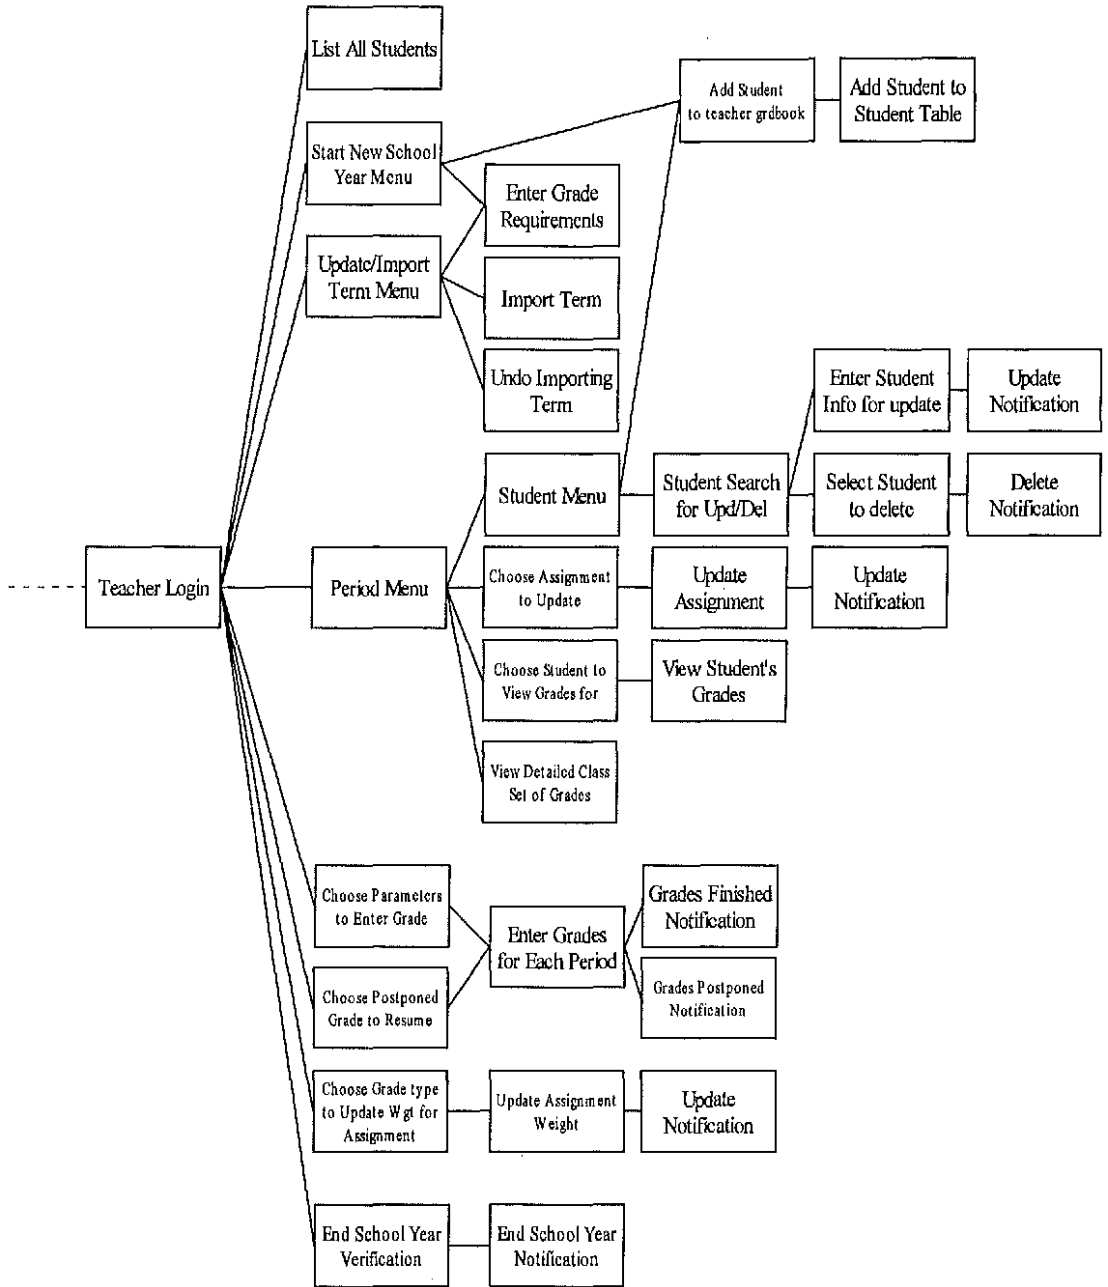 List All Students
Add Student
to teacher grdbook
Add Student to
Student Table
Start New School
Year Menu
Enter Grade
Requirements
Update/Import
Term Menu
Import Term
Undo Importing
Term
Enter Student
Info for update
Update
Notification
Student Menu
Student Search
for Upd/Del
Select Student
to delete
Delete
Notification
Teacher Login
Period Menu
Choose Assignment
to Update
Update
Assignment
Update
Notification
Choose Student to
View Grades for
View Student's
Grades
View Detailed Class
Set of Grades
Choose Parameters
to Enter Grade
Enter Grades
for Each Period
Grades Finished
Notification
Choose Postponed
Grade to Resume
Grades Postponed
Notification
Choose Grade type
to Update Wgt for
Assignment
Update Assignment
Weight
Update
Notification
End School Year
Verification
End School Year
Notification